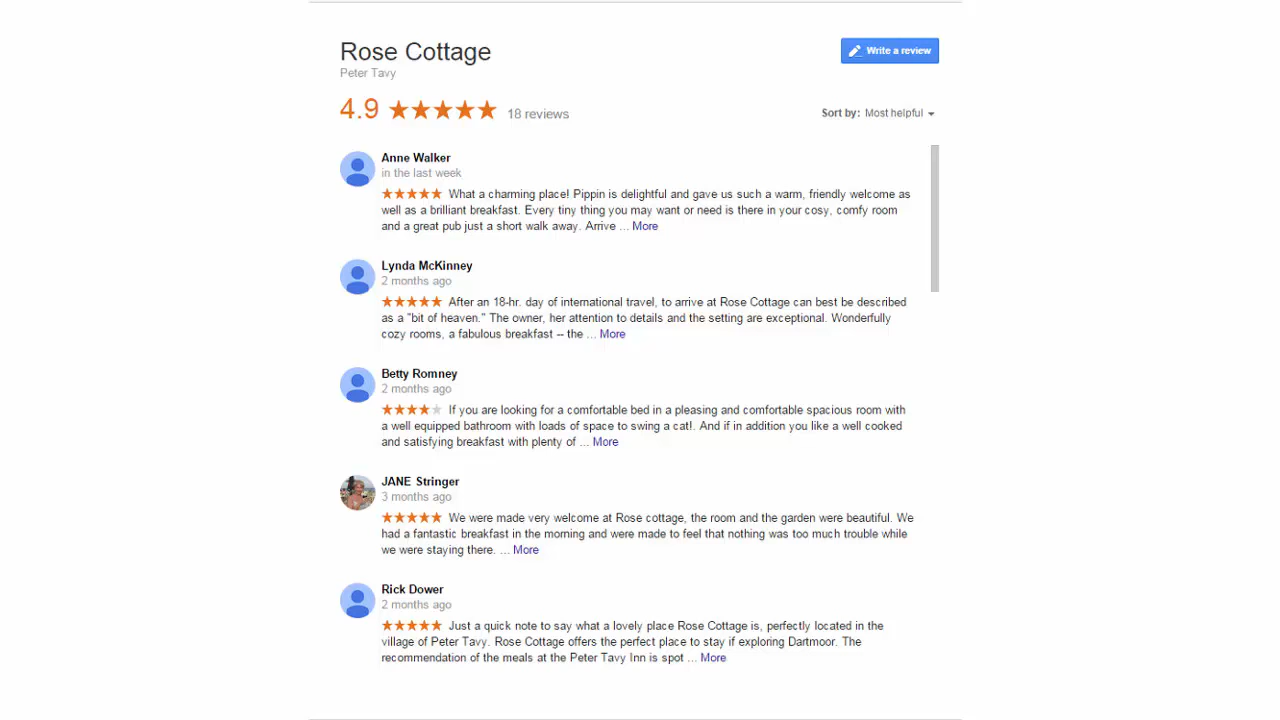 Rose Cottage
Write a review
Peter Tavy
4.9 18 reviews
Sort by: Most helpful
Anne Walker
in the last week
What a charming place! Pippin is delightful and gave us such a warm, friendly welcome as
well as a brilliant breakfast. Every tiny thing you may want or need is there in your cosy, comfy room
and a great pub just a short walk away. Arrive ... More
Lynda McKinney
2 months ago
After an 18-hr. day of international travel, to arrive at Rose Cottage can best be described
as a "bit of heaven." The owner, her attention to details and the setting are exceptional. Wonderfully
cozy rooms, a fabulous breakfast -- the ... More
Betty Romney
2 months ago
If you are looking for a comfortable bed in a pleasing and comfortable spacious room with
a well equipped bathroom with loads of space to swing a cat!. And if in addition you like a well cooked
and satisfying breakfast with plenty of ... More
JANE Stringer
3 months ago
We were made very welcome at Rose cottage, the room and the garden were beautiful. We
had a fantastic breakfast in the morning and were made to feel that nothing was too much trouble while
we were staying there. ... More
Rick Dower
2 months ago
Just a quick note to say what a lovely place Rose Cottage is, perfectly located in the
village of Peter Tavy. Rose Cottage offers the perfect place to stay if exploring Dartmoor. The
recommendation of the meals at the Peter Tavy Inn is spot ... More